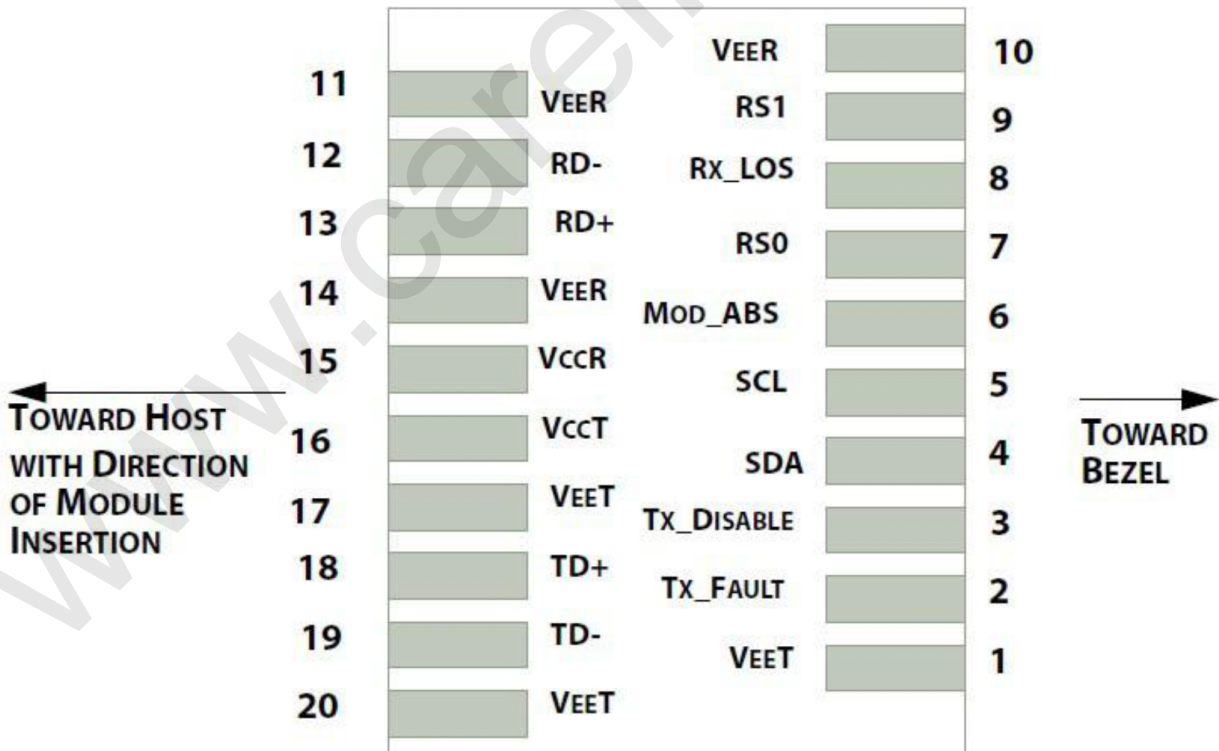 11 VEER
12 RD-
13 RD+
14 VEER
15 VCCR
16 VCCT
17 VEET
18 TD+
19 TD-
20 VEET
VEER 10
RS1 9
RX_LOS 8
RS0 7
MOD_ABS 6
SCL 5
SDA 4
TX_DISABLE 3
TX_FAULT 2
VEET 1
TOWARD HOST
WITH DIRECTION
OF MODULE
INSERTION
TOWARD
BEZEL